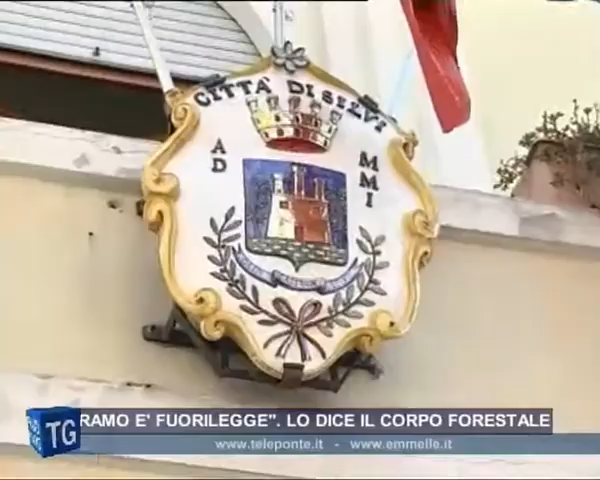 CITTÀ DI SILVI
AD MMI
TG
RAMO E' FUORILEGGE". LO DICE IL CORPO FORESTALE
www.teleponte.it - www.emmelle.it